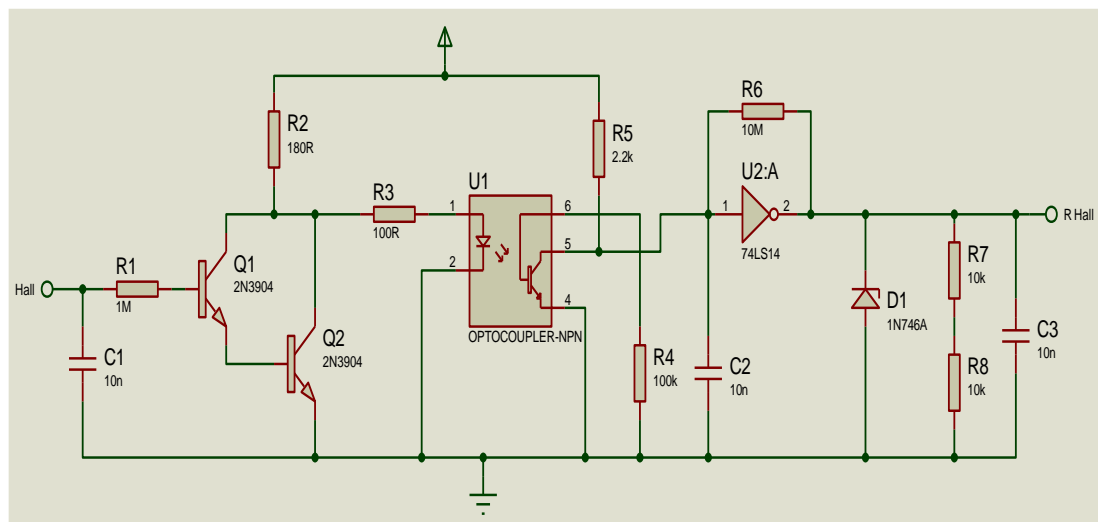 R6
10M
R2
180R
R5
2.2k
U1
U2:A
R3
100R
1
2
6
5
4
1
2
74LS14
R Hall
Hall
R1
1M
Q1
2N3904
R7
10k
D1
1N746A
Q2
2N3904
OPTOCOUPLER-NPN
C1
10n
R4
100k
C2
10n
R8
10k
C3
10n